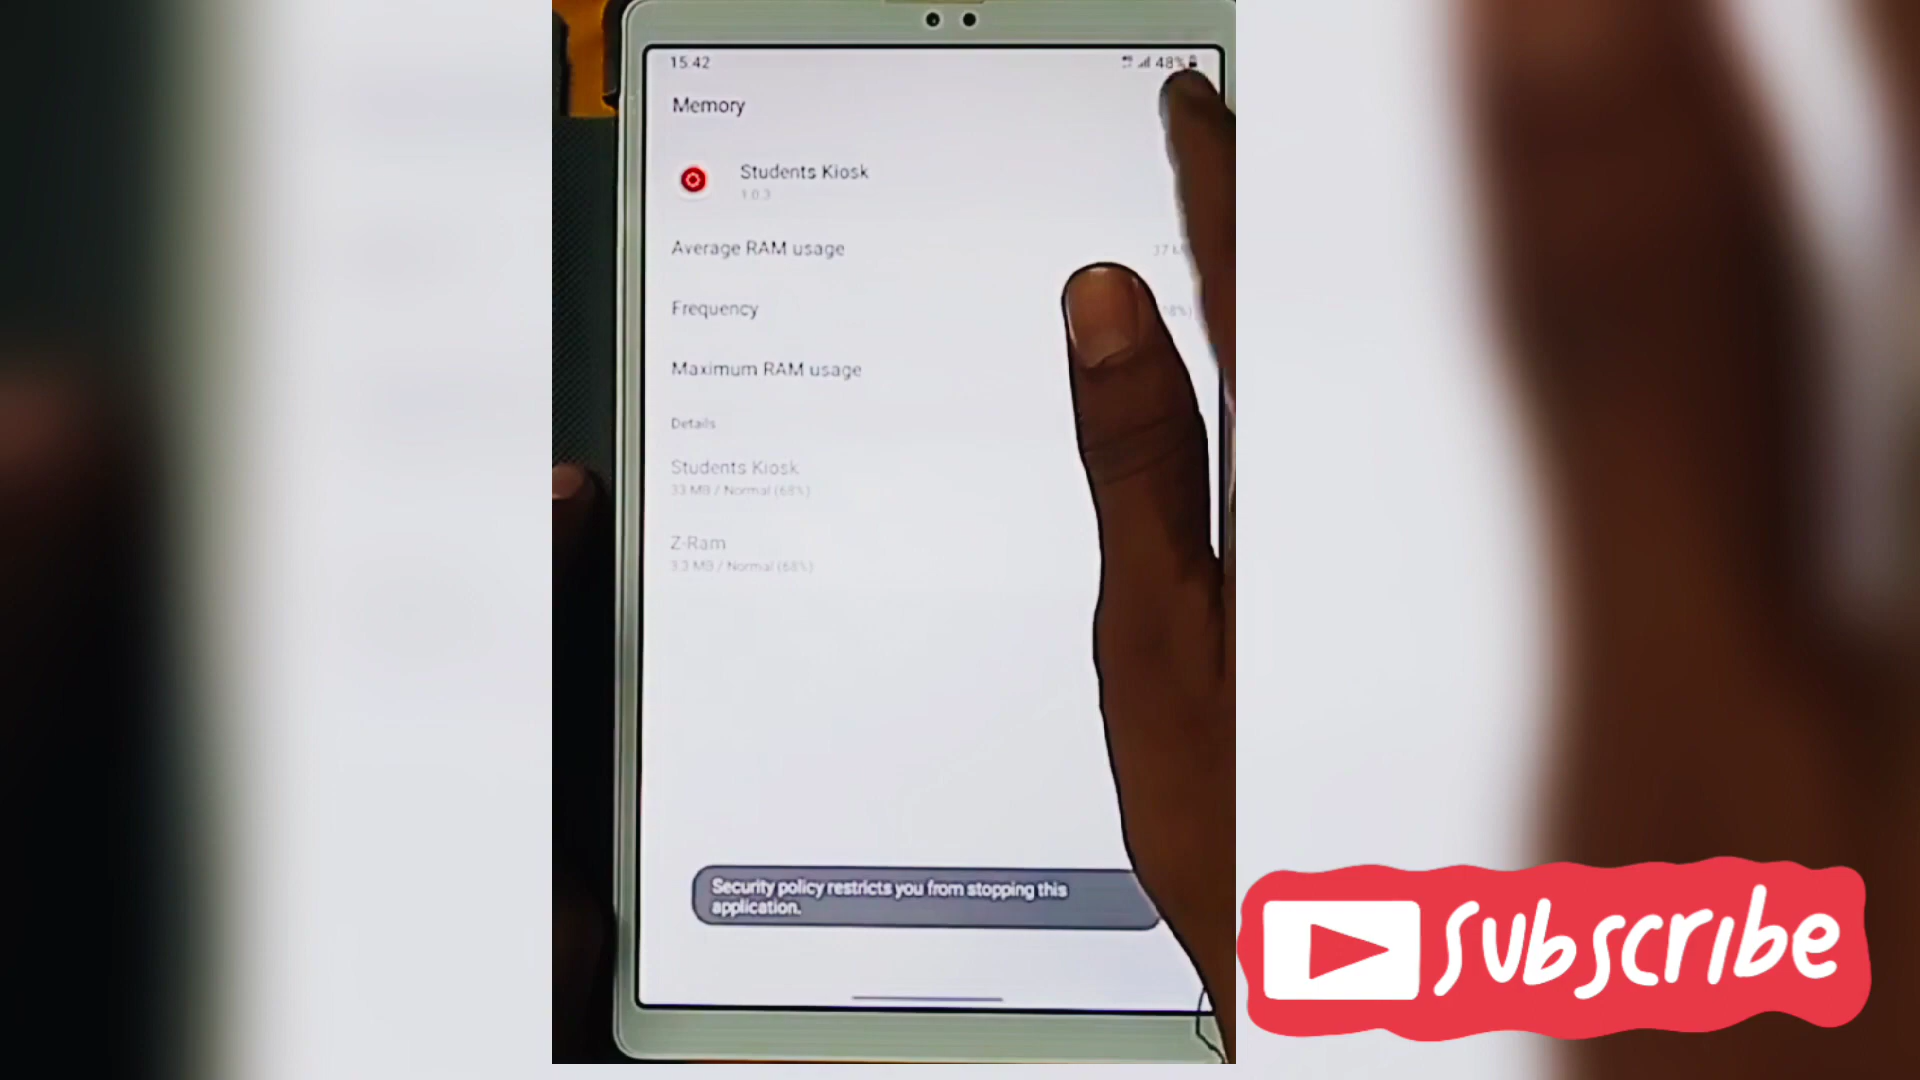 15.42
48%
Memory
Students Kiosk
1.0.3
Average RAM usage
37
Frequency
8%)
Maximum RAM usage
Details
Students Kiosk
33 MB / Normal (68%)
Z-Ram
3.3 MB / Normal (68%)
Security policy restricts you from stopping this
application.
Subscribe